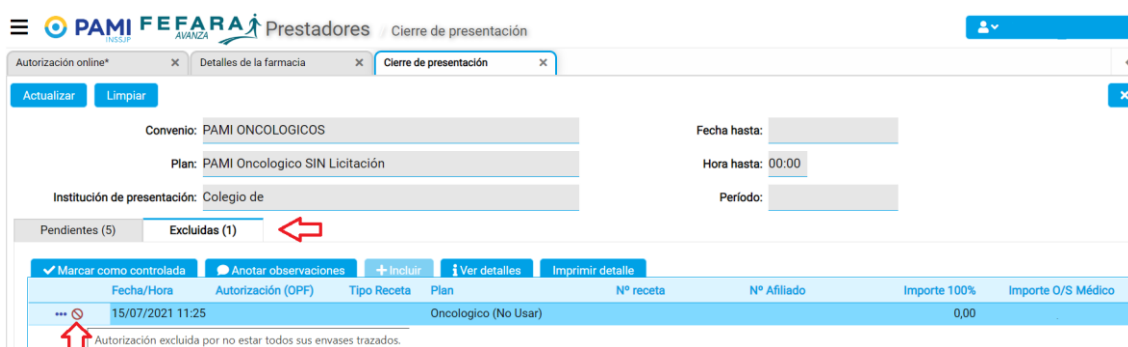 PAMI INSSJP FEFARA AVANZA Prestadores / Cierre de presentación
Autorización online* × Detalles de la farmacia × Cierre de presentación ×
Actualizar Limpiar
Convenio: PAMI ONCOLOGICOS Fecha hasta:
Plan: PAMI Oncologico SIN Licitación Hora hasta: 00:00
Institución de presentación: Colegio de Período:
Pendientes (5) Excluidas (1)
Marcar como controlada Anotar observaciones + Incluir Ver detalles Imprimir detalle
Fecha/Hora Autorización (OPF) Tipo Receta Plan Nº receta Nº Afiliado Importe 100% Importe O/S Médico
15/07/2021 11:25 Oncologico (No Usar) 0,00
Autorización excluida por no estar todos sus envases trazados.